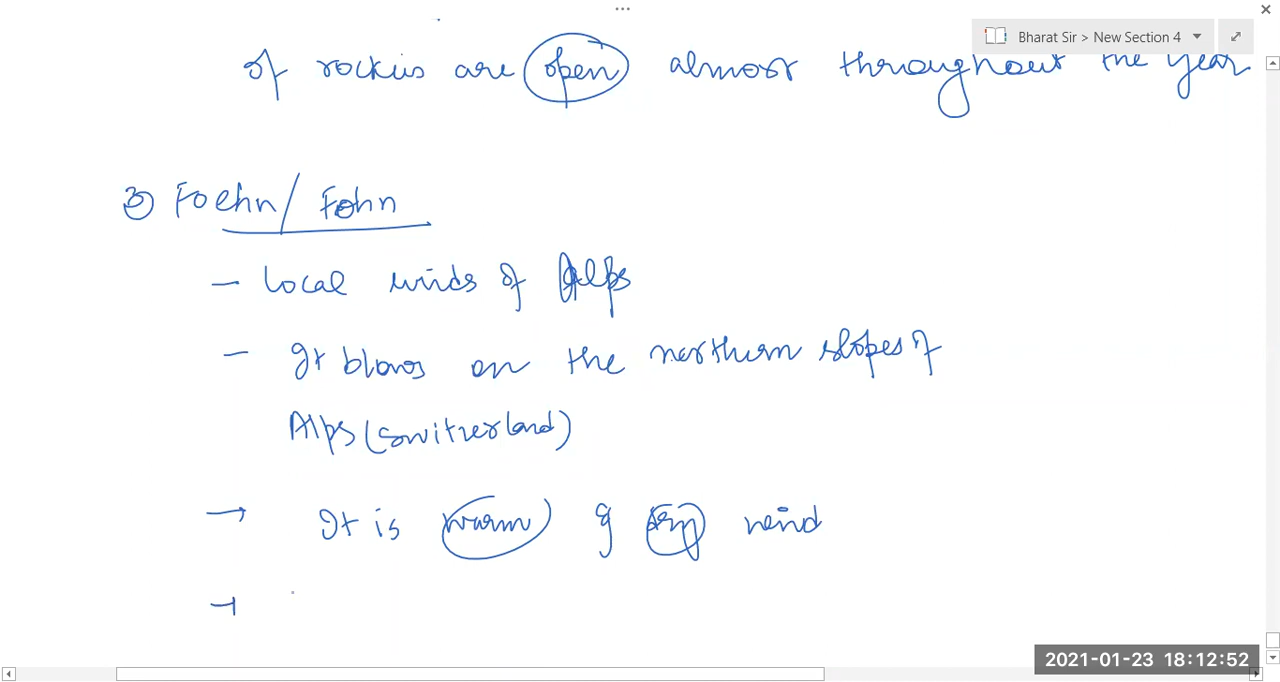 Bharat Sir > New Section 4
of rockies are open almost throughout the year
3) Foehn/ Fohn
- local winds of Alps
- It blows on the northern slopes of
Alps (Switzerland)
→ It is warm & dry wind
2021-01-23 18:12:52